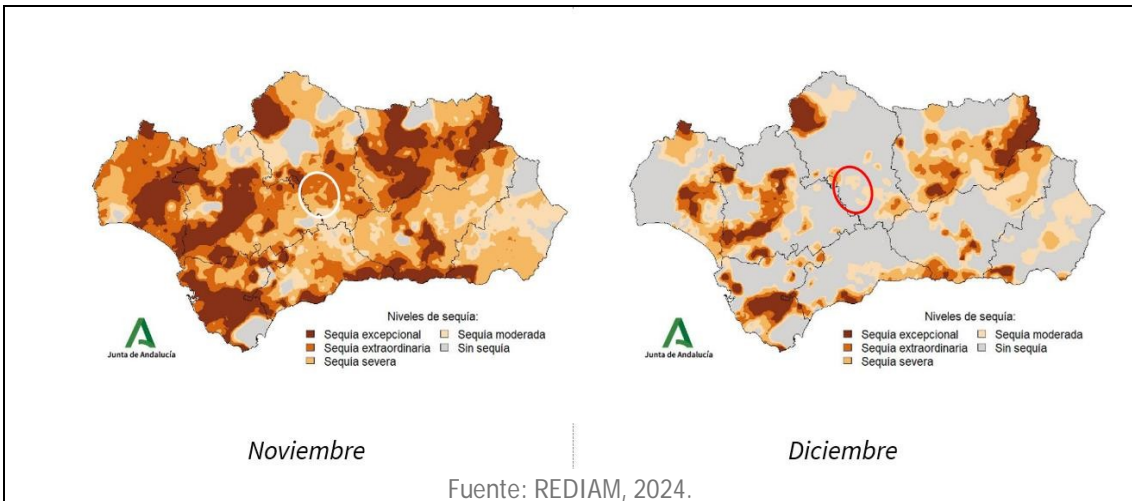 Niveles de sequía:
Sequía excepcional
Sequía moderada
Sequía extraordinaria
Sin sequía
Sequía severa
Junta de Andalucía
Niveles de sequía:
Sequía excepcional
Sequía moderada
Sequía extraordinaria
Sin sequía
Sequía severa
Junta de Andalucía
Noviembre
Diciembre
Fuente: REDIAM, 2024.